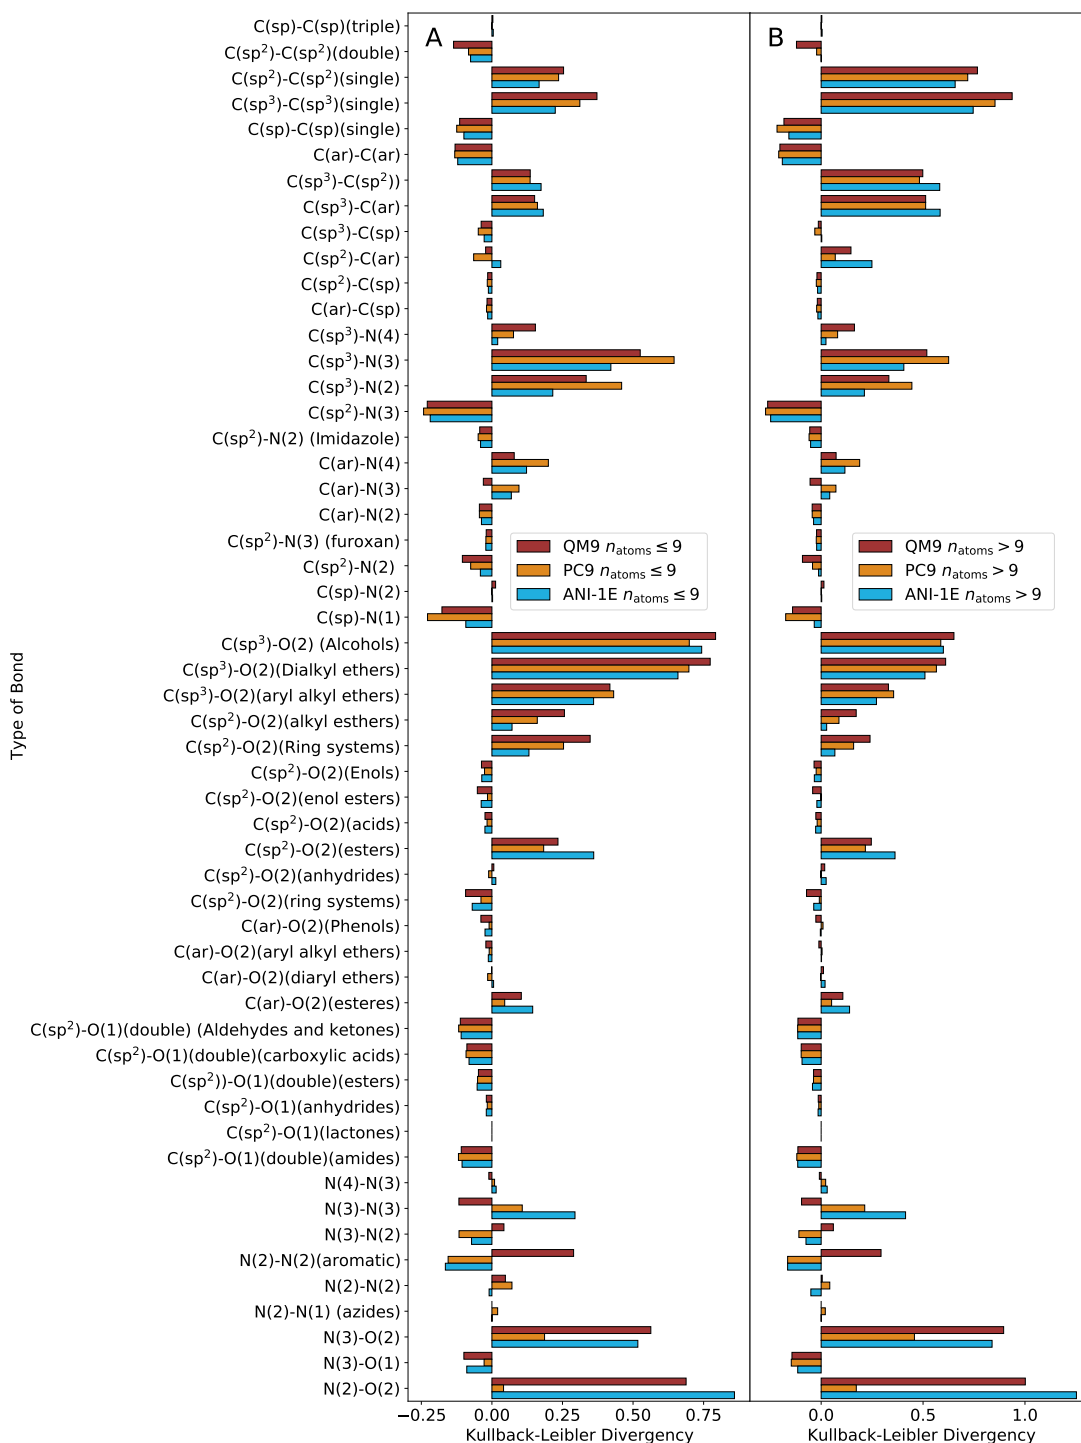 A
B
C(sp)-C(sp)(triple)
C(sp²)-C(sp²)(double)
C(sp²)-C(sp²)(single)
C(sp³)-C(sp³)(single)
C(sp)-C(sp)(single)
C(ar)-C(ar)
C(sp³)-C(sp²))
C(sp³)-C(ar)
C(sp³)-C(sp)
C(sp²)-C(ar)
C(sp²)-C(sp)
C(ar)-C(sp)
C(sp³)-N(4)
C(sp³)-N(3)
C(sp³)-N(2)
C(sp²)-N(3)
C(sp²)-N(2) (Imidazole)
C(ar)-N(4)
C(ar)-N(3)
C(ar)-N(2)
C(sp²)-N(3) (furoxan)
C(sp²)-N(2)
C(sp)-N(2)
C(sp)-N(1)
C(sp³)-O(2) (Alcohols)
C(sp³)-O(2)(Dialkyl ethers)
C(sp³)-O(2)(aryl alkyl ethers)
C(sp²)-O(2)(alkyl esthers)
C(sp²)-O(2)(Ring systems)
C(sp²)-O(2)(Enols)
C(sp²)-O(2)(enol esters)
C(sp²)-O(2)(acids)
C(sp²)-O(2)(esters)
C(sp²)-O(2)(anhydrides)
C(sp²)-O(2)(ring systems)
C(ar)-O(2)(Phenols)
C(ar)-O(2)(aryl alkyl ethers)
C(ar)-O(2)(diaryl ethers)
C(ar)-O(2)(esteres)
C(sp²)-O(1)(double) (Aldehydes and ketones)
C(sp²)-O(1)(double)(carboxylic acids)
C(sp²))-O(1)(double)(esters)
C(sp²)-O(1)(anhydrides)
C(sp²)-O(1)(lactones)
C(sp²)-O(1)(double)(amides)
N(4)-N(3)
N(3)-N(3)
N(3)-N(2)
N(2)-N(2)(aromatic)
N(2)-N(2)
N(2)-N(1) (azides)
N(3)-O(2)
N(3)-O(1)
N(2)-O(2)
Type of Bond
QM9 n_atoms ≤ 9
PC9 n_atoms ≤ 9
ANI-1E n_atoms ≤ 9
QM9 n_atoms > 9
PC9 n_atoms > 9
ANI-1E n_atoms > 9
−0.25 0.00 0.25 0.50 0.75
0.0 0.5 1.0
Kullback-Leibler Divergency
Kullback-Leibler Divergency